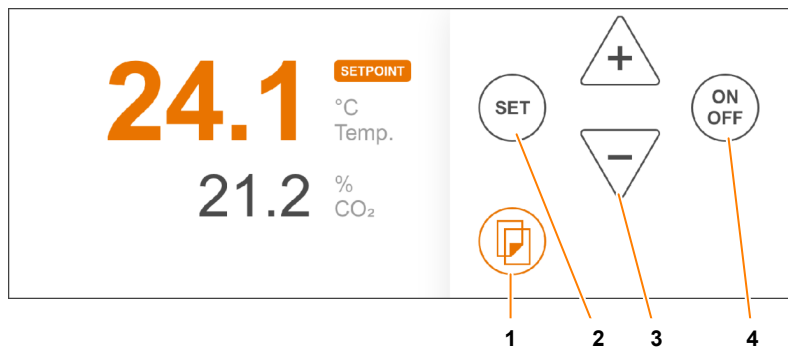 24.1
SETPOINT
°C
Temp.
21.2
%
CO₂
+
SET
ON
OFF
−
1
2
3
4